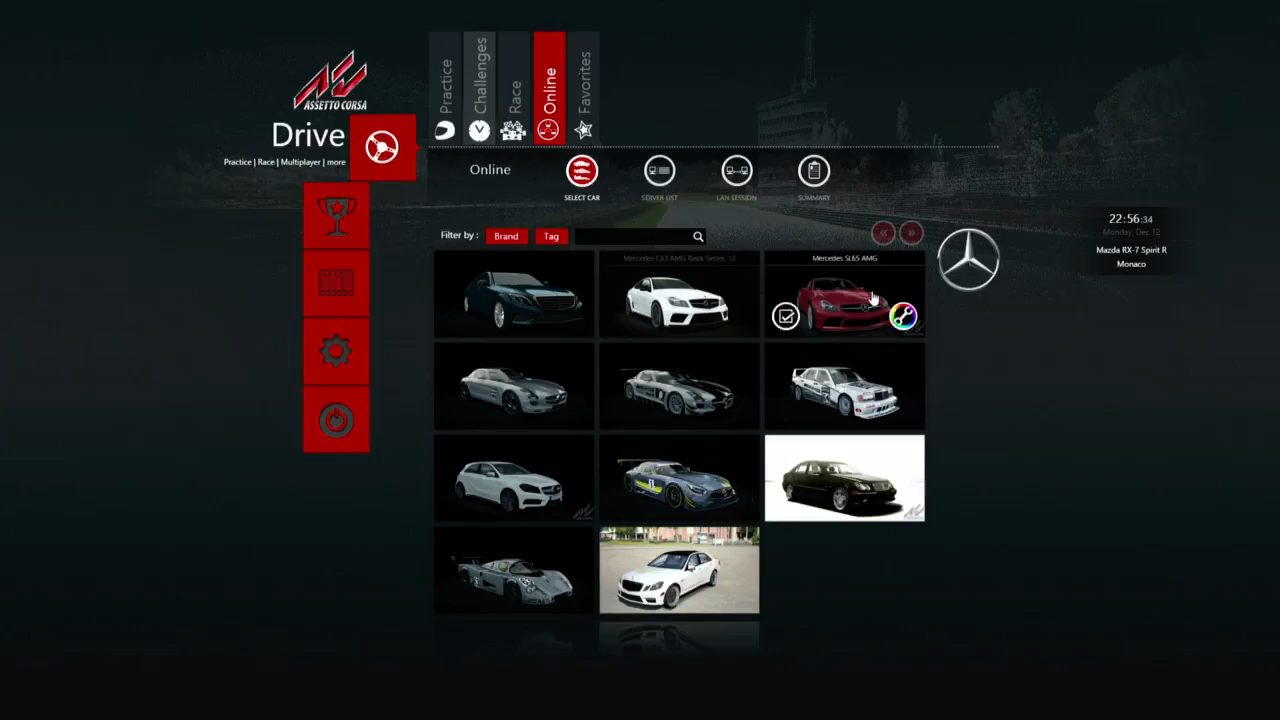 Practice
Challenges
Race
Online
Favorites
ASSETTO CORSA
Drive
Practice | Race | Multiplayer | more
Online
SELECT CAR
SERVER LIST
LAN SESSION
SUMMARY
22:56:34
Monday, Dec 12
Mazda RX-7 Spirit R
Monaco
Filter by :
Brand
Tag
Mercedes C63 AMG Black Series '12
Mercedes SL65 AMG